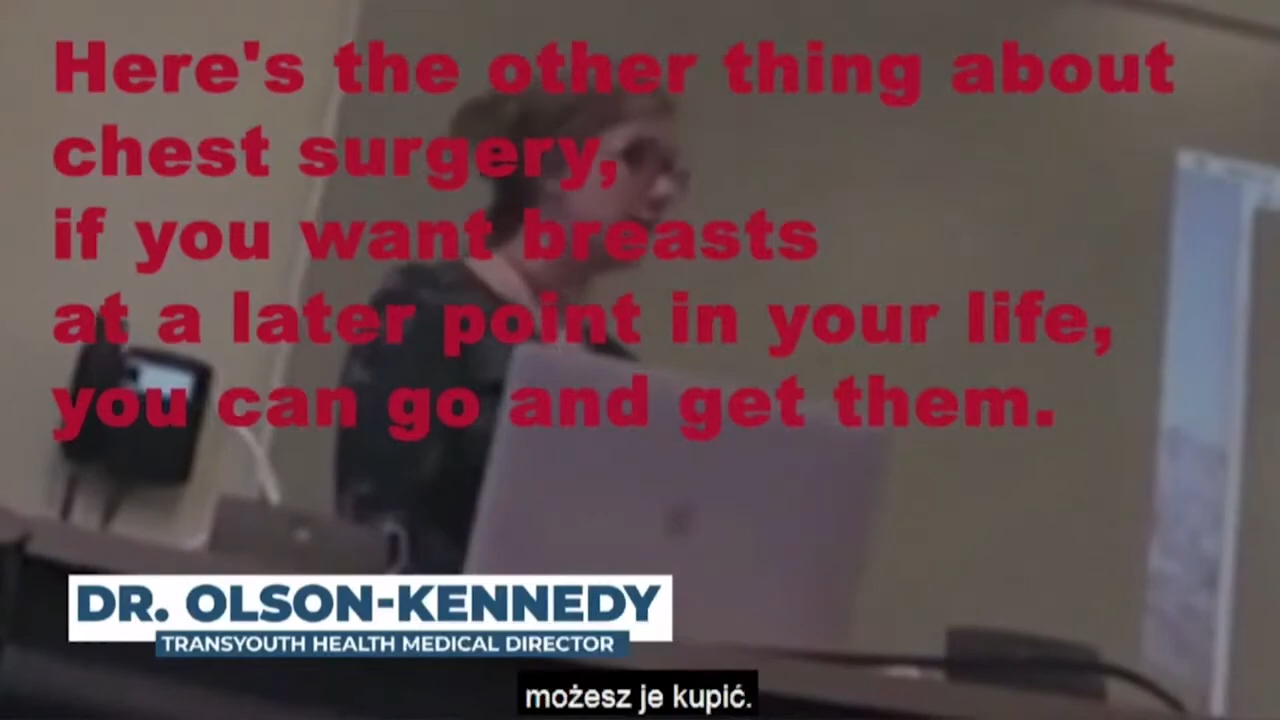 Here's the other thing about
chest surgery,
if you want breasts
at a later point in your life,
you can go and get them.
DR. OLSON-KENNEDY
TRANSYOUTH HEALTH MEDICAL DIRECTOR
możesz je kupić.